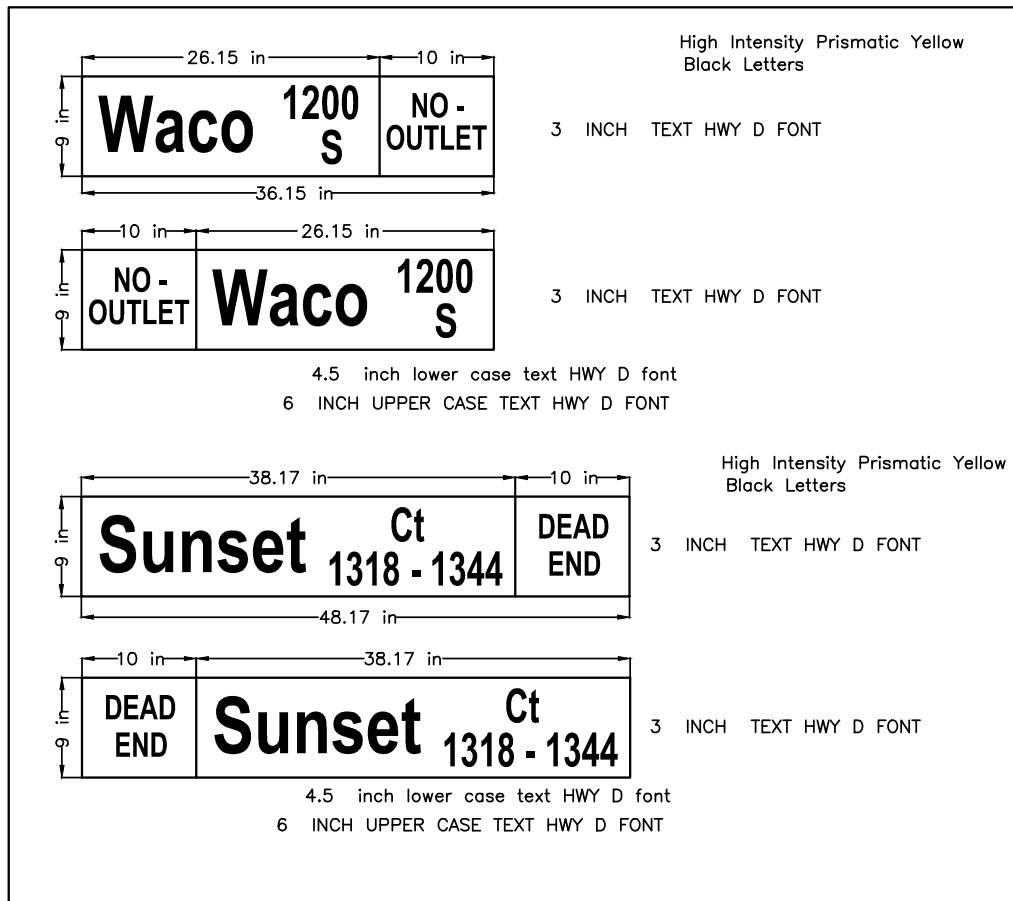 High Intensity Prismatic Yellow
Black Letters
26.15 in
10 in
9 in
Waco
1200
S
NO -
OUTLET
3 INCH TEXT HWY D FONT
36.15 in
10 in
26.15 in
9 in
NO -
OUTLET
Waco
1200
S
3 INCH TEXT HWY D FONT
4.5 inch lower case text HWY D font
6 INCH UPPER CASE TEXT HWY D FONT
High Intensity Prismatic Yellow
Black Letters
38.17 in
10 in
9 in
Sunset
Ct
1318 - 1344
DEAD
END
3 INCH TEXT HWY D FONT
48.17 in
10 in
38.17 in
9 in
DEAD
END
Sunset
Ct
1318 - 1344
3 INCH TEXT HWY D FONT
4.5 inch lower case text HWY D font
6 INCH UPPER CASE TEXT HWY D FONT